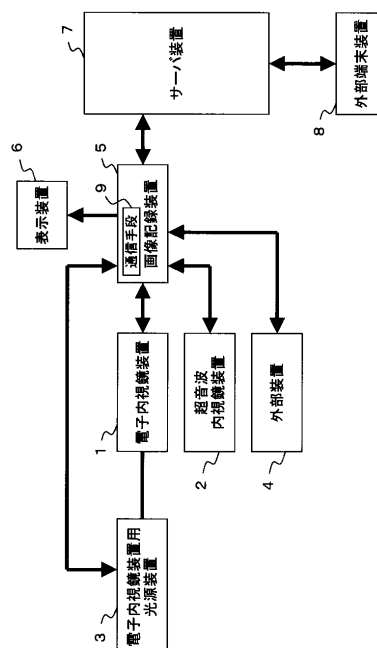 6
表示装置
5
9
通信手段
画像記録装置
7
サーバ装置
8
外部端末装置
3
電子内視鏡装置用
光源装置
1
電子内視鏡装置
2
超音波
内視鏡装置
4
外部装置